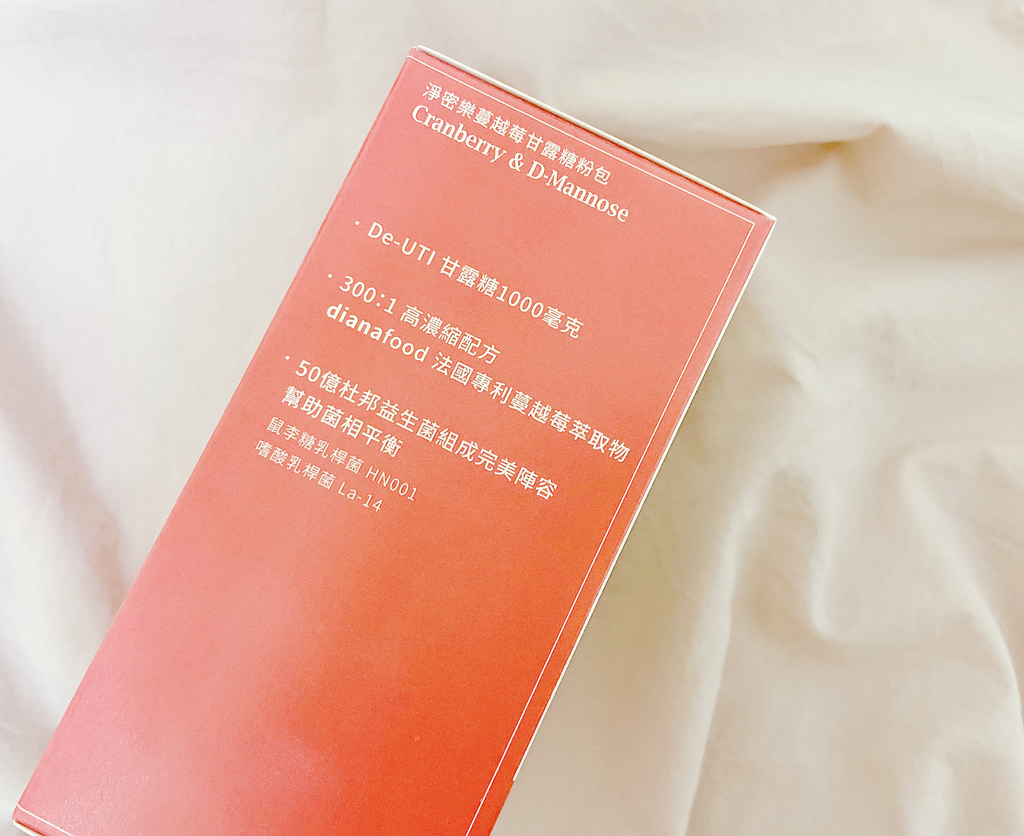 淨密樂蔓越莓甘露糖粉包
Cranberry & D-Mannose
· De-UTI 甘露糖1000毫克
· 300:1 高濃縮配方
dianafood 法國專利蔓越莓萃取物
· 50億杜邦益生菌組成完美陣容
幫助菌相平衡
鼠李糖乳桿菌 HN001
嗜酸乳桿菌 La-14